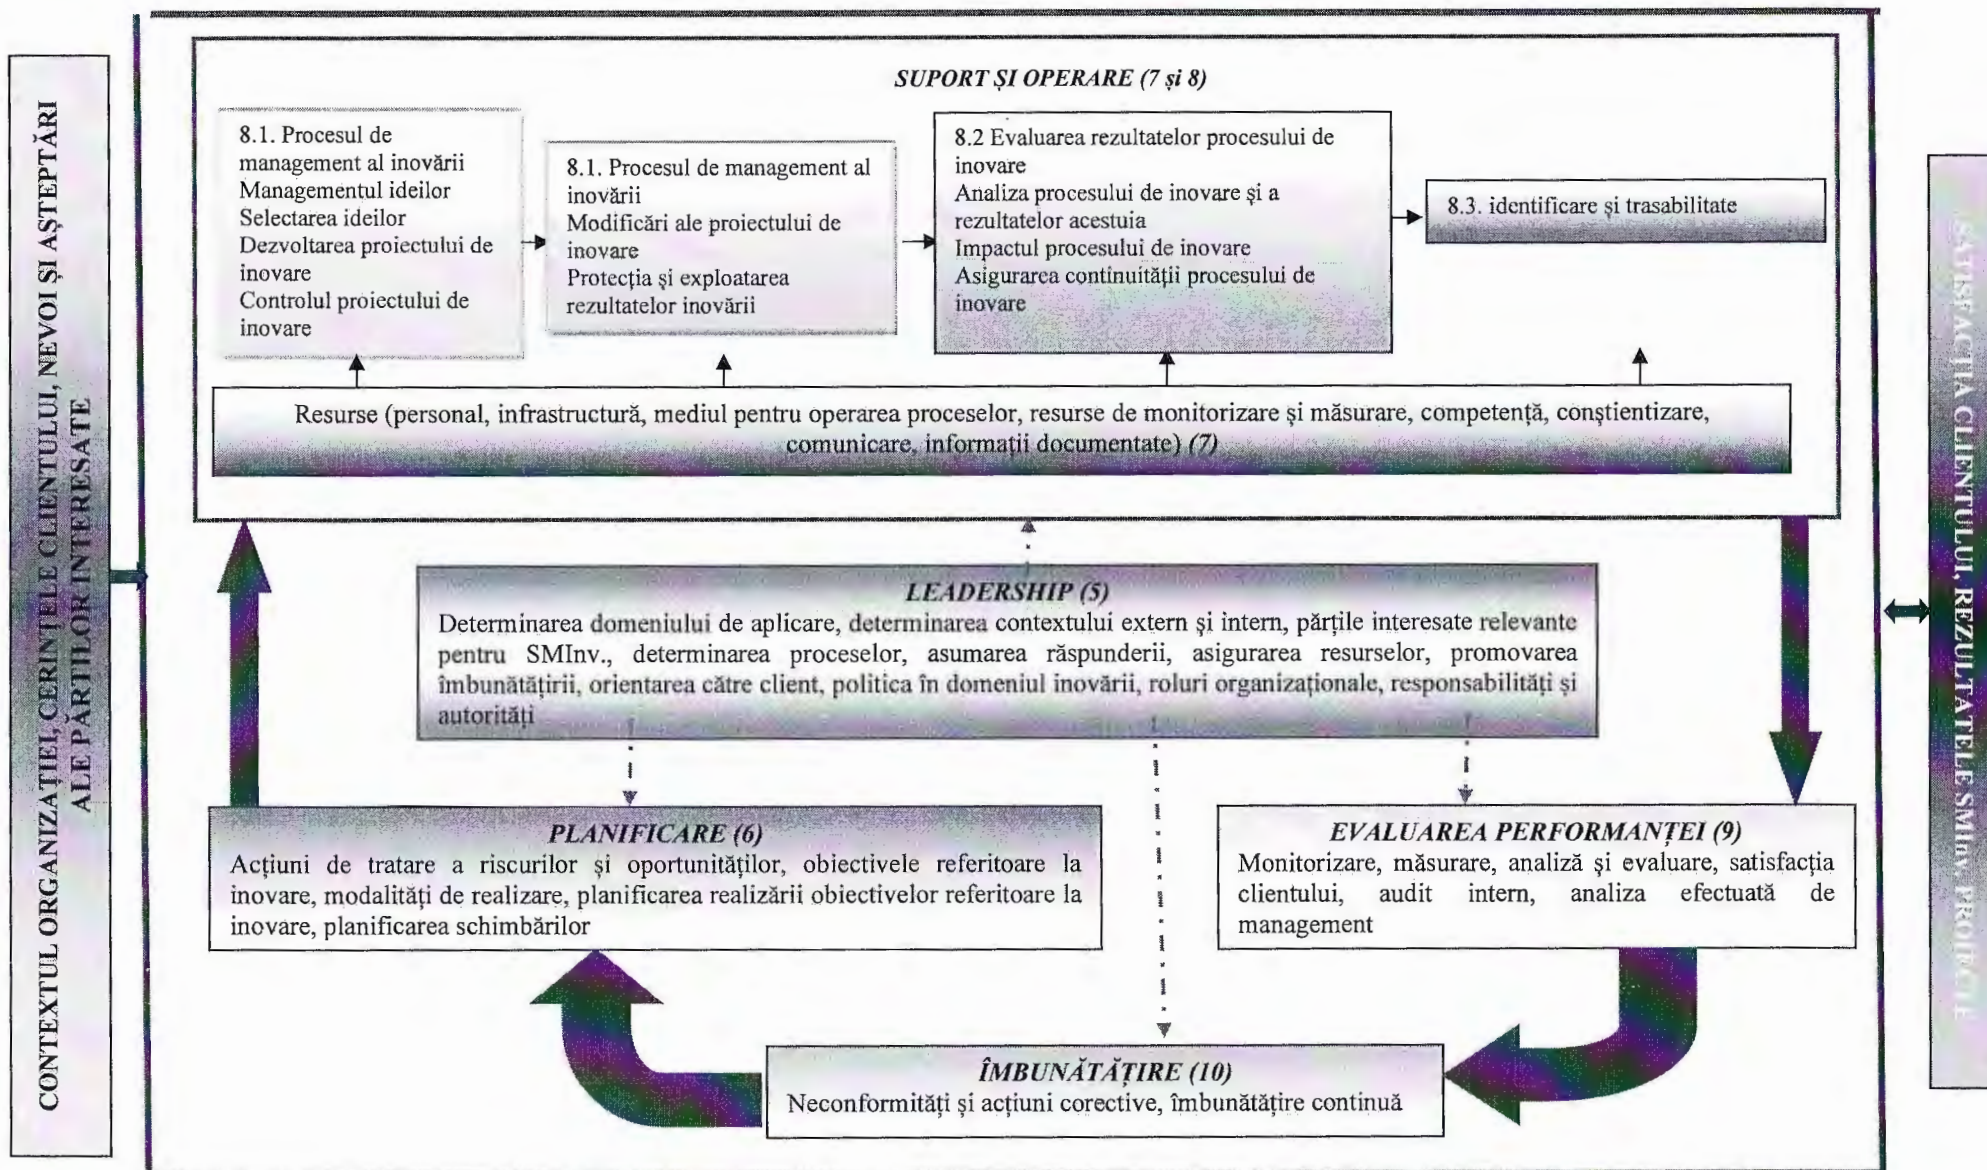 CONTEXTUL ORGANIZAȚIEI, CERINȚELE CLIENTULUI, NEVOI ȘI AȘTEPTĂRI
ALE PĂRȚILOR INTERESATE
SUPORT ȘI OPERARE (7 și 8)
8.1. Procesul de
management al inovării
Managementul ideilor
Selectarea ideilor
Dezvoltarea proiectului de
inovare
Controlul proiectului de
inovare
8.1. Procesul de management al
inovării
Modificări ale proiectului de
inovare
Protecția și exploatarea
rezultatelor inovării
8.2 Evaluarea rezultatelor procesului de
inovare
Analiza procesului de inovare și a
rezultatelor acestuia
Impactul procesului de inovare
Asigurarea continuității procesului de
inovare
8.3. identificare și trasabilitate
Resurse (personal, infrastructură, mediul pentru operarea proceselor, resurse de monitorizare și măsurare, competență, conștientizare,
comunicare, informații documentate) (7)
LEADERSHIP (5)
Determinarea domeniului de aplicare, determinarea contextului extern și intern, părțile interesate relevante
pentru SMInv., determinarea proceselor, asumarea răspunderii, asigurarea resurselor, promovarea
îmbunătățirii, orientarea către client, politica în domeniul inovării, roluri organizaționale, responsabilități și
autorități
PLANIFICARE (6)
Acțiuni de tratare a riscurilor și oportunităților, obiectivele referitoare la
inovare, modalități de realizare, planificarea realizării obiectivelor referitoare la
inovare, planificarea schimbărilor
EVALUAREA PERFORMANȚEI (9)
Monitorizare, măsurare, analiză și evaluare, satisfacția
clientului, audit intern, analiza efectuată de
management
ÎMBUNĂTĂȚIRE (10)
Neconformități și acțiuni corective, îmbunătățire continuă
SATISFACȚIA CLIENTULUI, REZULTATELE SMInv, PROIECTE